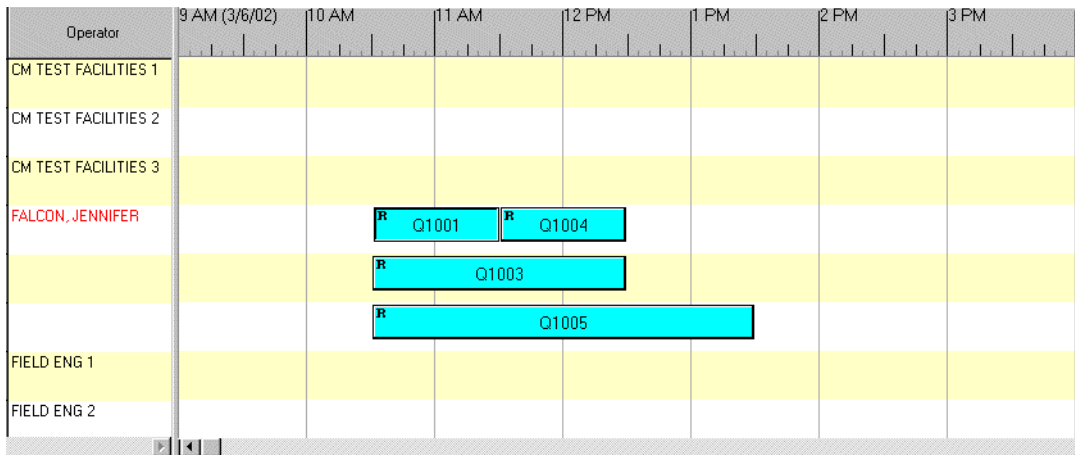 Operator
9 AM (3/6/02) 10 AM 11 AM 12 PM 1 PM 2 PM 3 PM
CM TEST FACILITIES 1
CM TEST FACILITIES 2
CM TEST FACILITIES 3
FALCON, JENNIFER
R Q1001 R Q1004
R Q1003
R Q1005
FIELD ENG 1
FIELD ENG 2